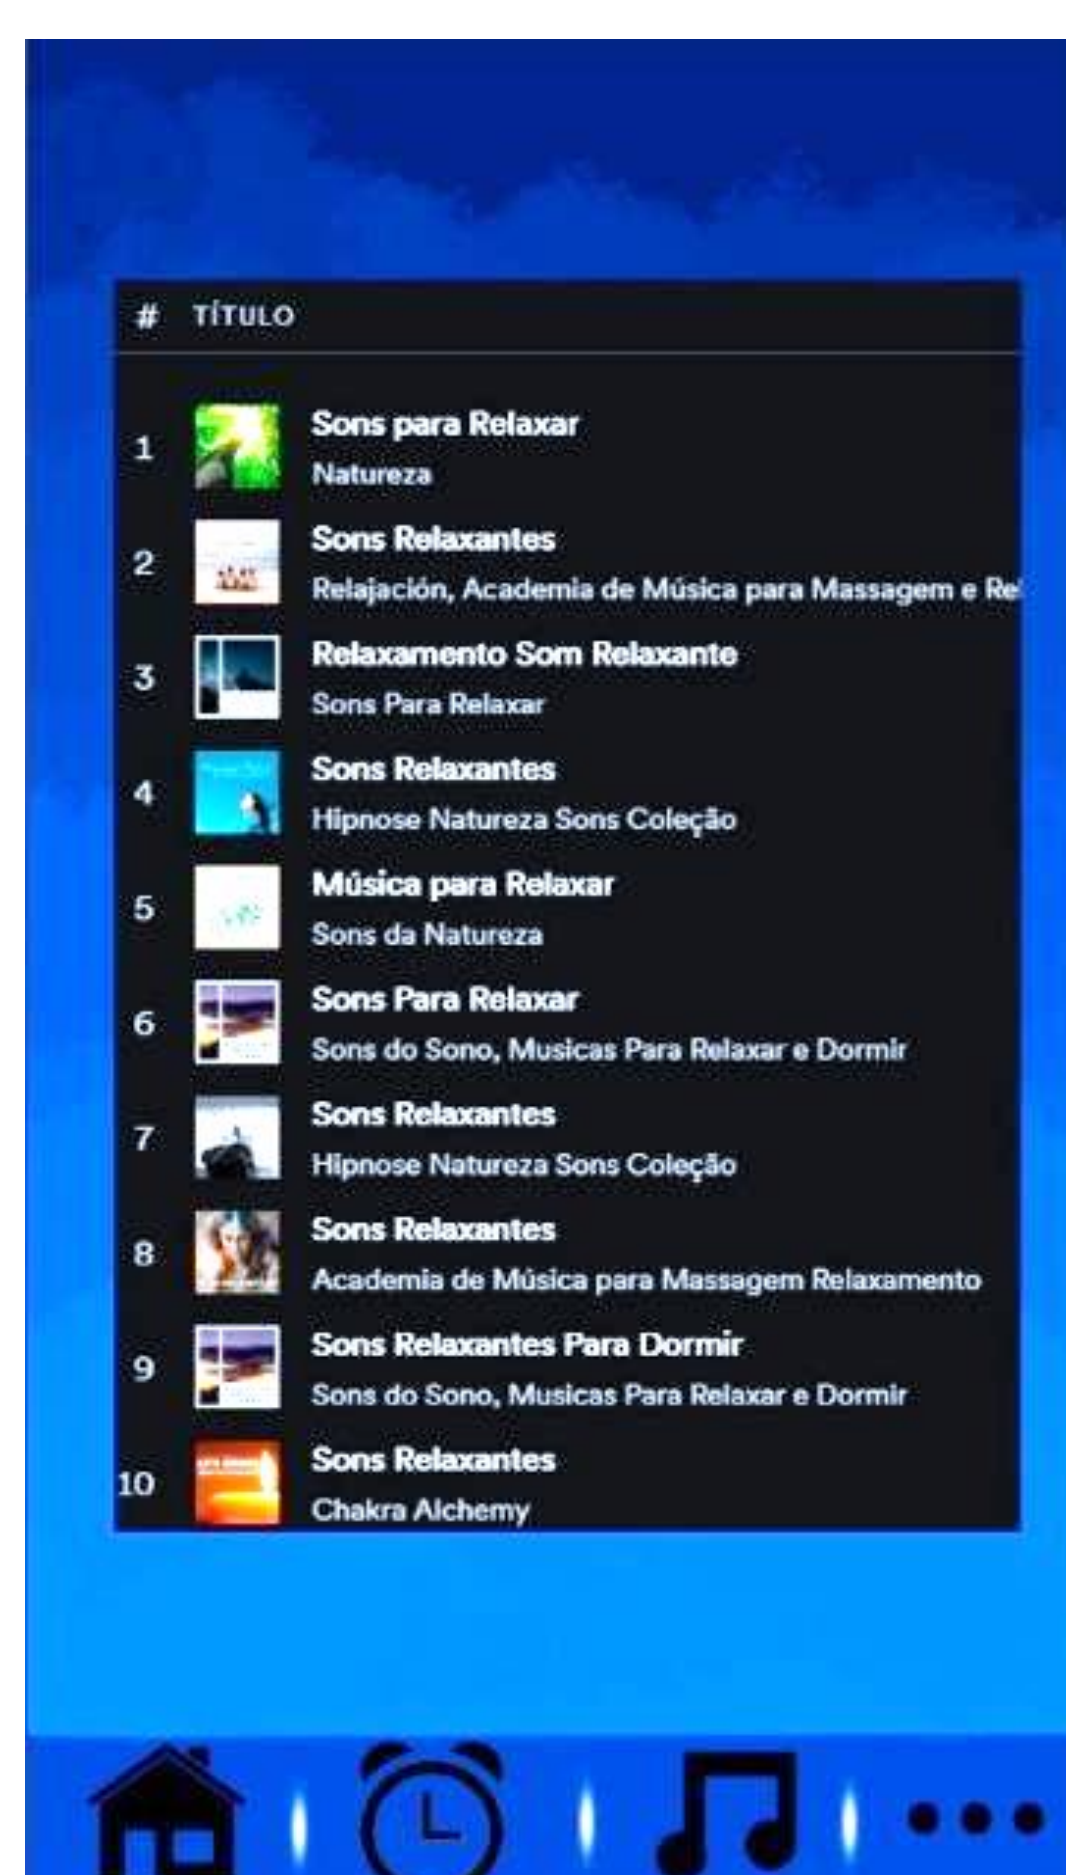 # TÍTULO
1
Sons para Relaxar
Natureza
2
Sons Relaxantes
Relajación, Academia de Música para Massagem e Re
3
Relaxamento Som Relaxante
Sons Para Relaxar
4
Sons Relaxantes
Hipnose Natureza Sons Coleção
5
Música para Relaxar
Sons da Natureza
6
Sons Para Relaxar
Sons do Sono, Musicas Para Relaxar e Dormir
7
Sons Relaxantes
Hipnose Natureza Sons Coleção
8
Sons Relaxantes
Academia de Música para Massagem Relaxamento
9
Sons Relaxantes Para Dormir
Sons do Sono, Musicas Para Relaxar e Dormir
10
Sons Relaxantes
Chakra Alchemy